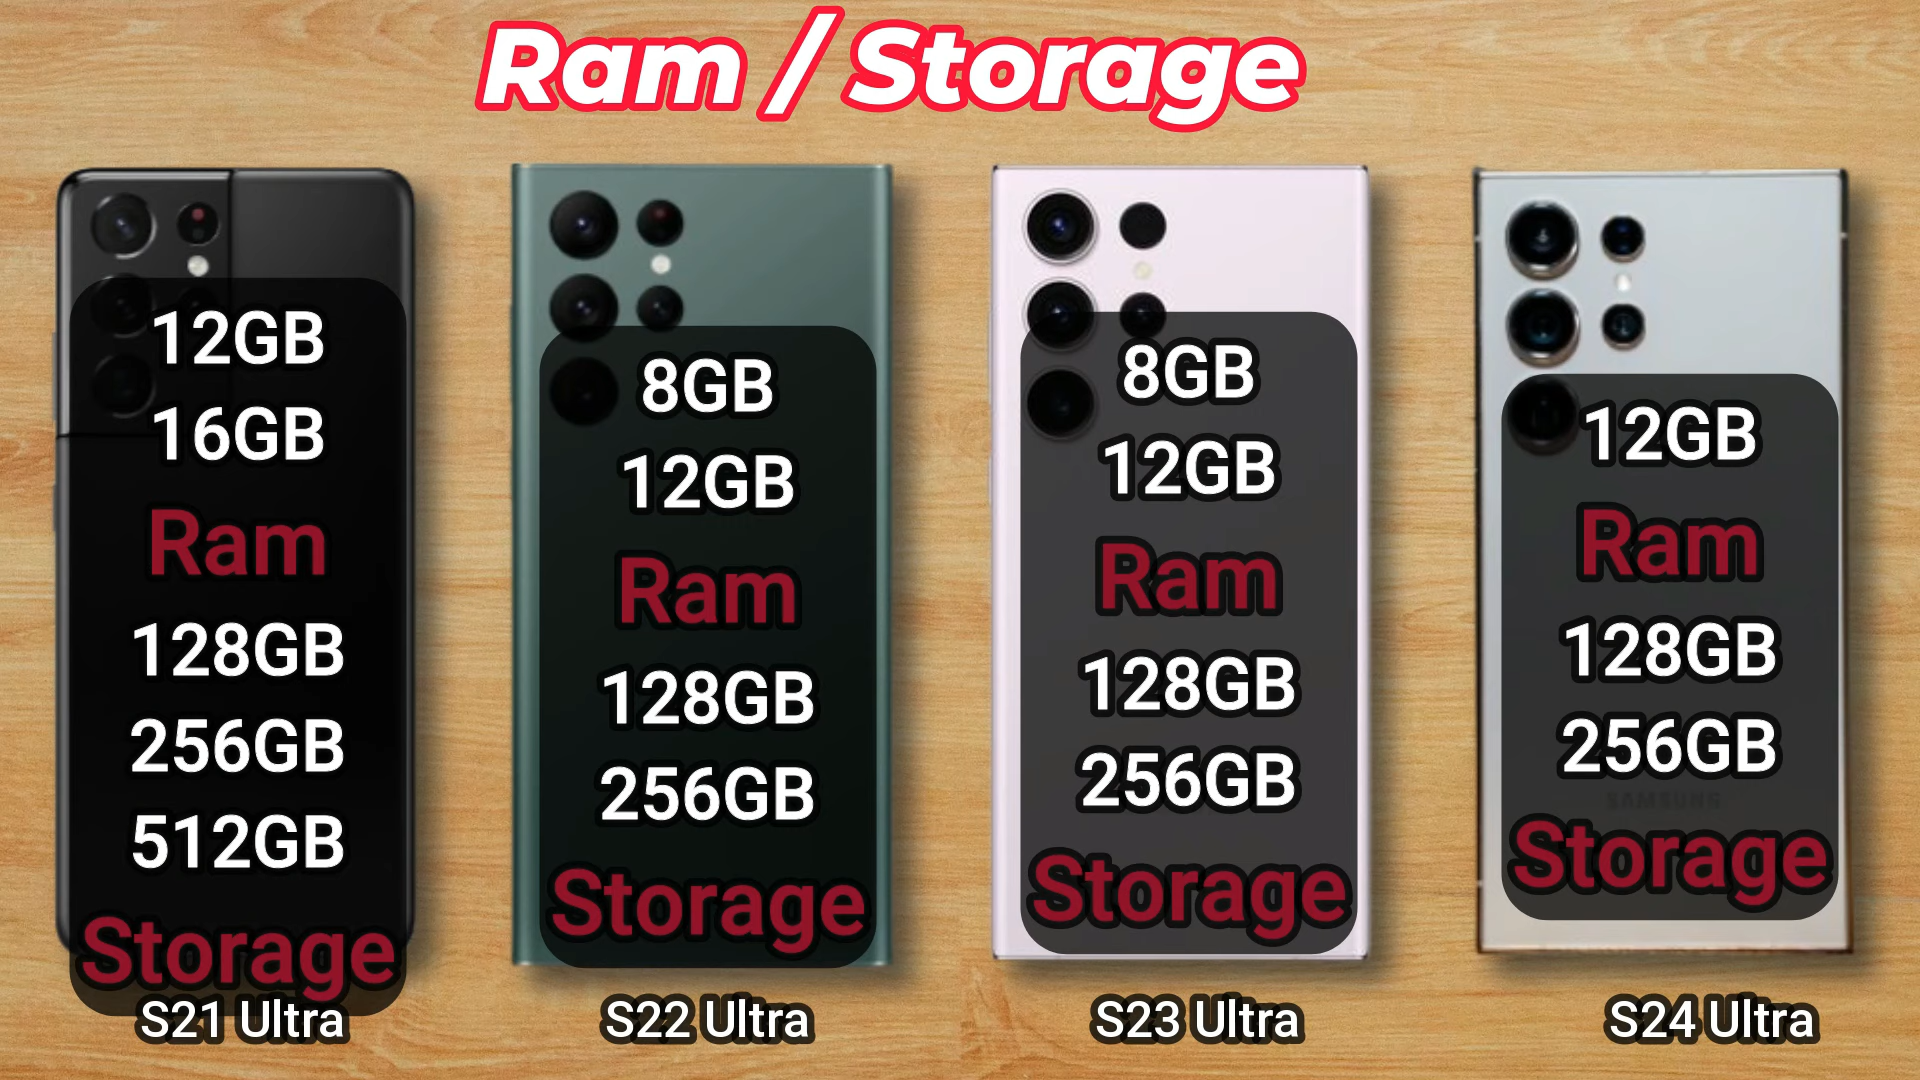 Ram / Storage
12GB
16GB
Ram
128GB
256GB
512GB
Storage
S21 Ultra
8GB
12GB
Ram
128GB
256GB
Storage
S22 Ultra
8GB
12GB
Ram
128GB
256GB
Storage
S23 Ultra
12GB
Ram
128GB
256GB
SAMSUNG
Storage
S24 Ultra